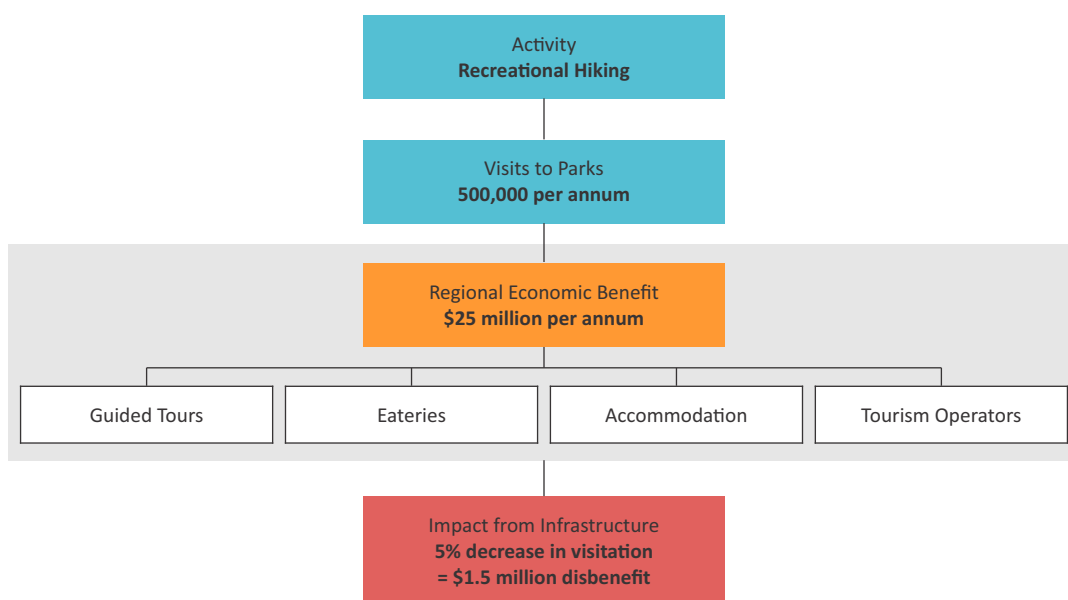 Activity
Recreational Hiking
Visits to Parks
500,000 per annum
Regional Economic Benefit
$25 million per annum
Guided Tours
Eateries
Accommodation
Tourism Operators
Impact from Infrastructure
5% decrease in visitation
= $1.5 million disbenefit